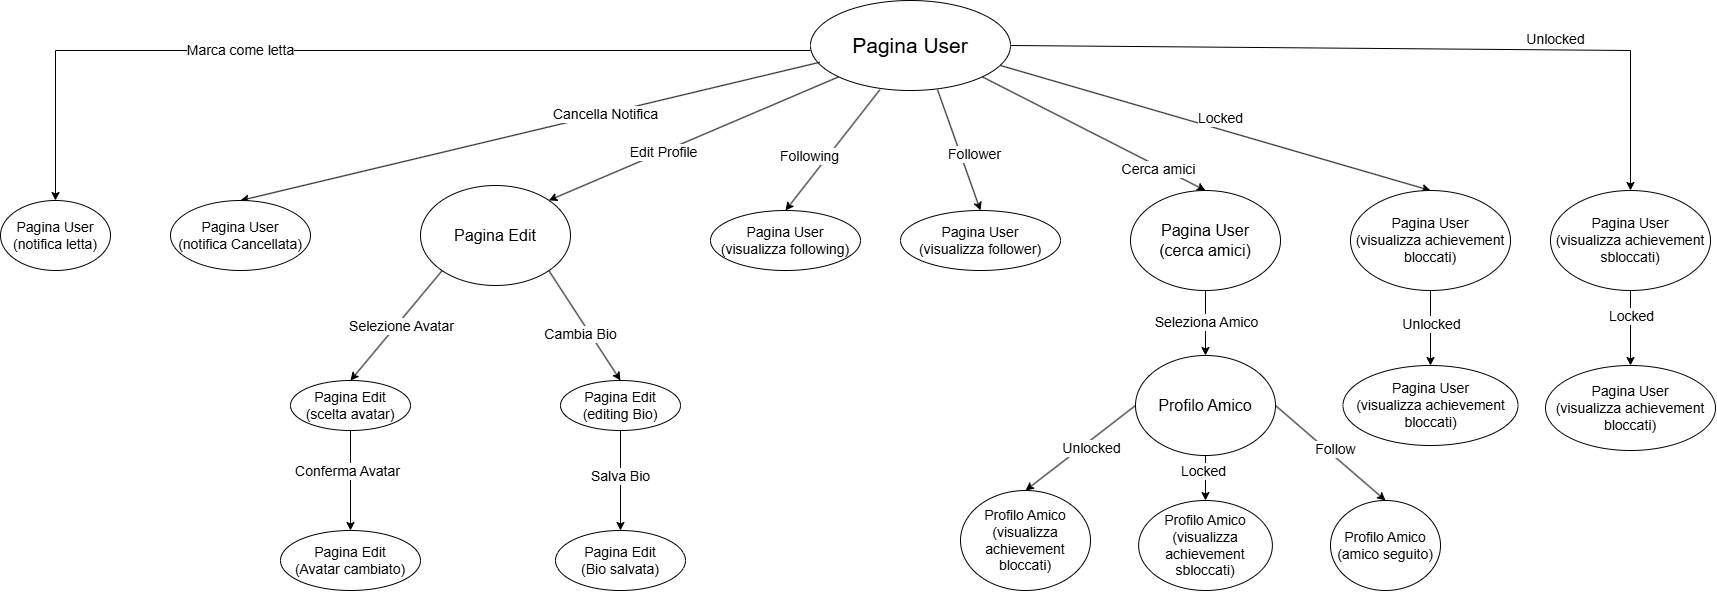 Pagina User
Marca come letta
Unlocked
Cancella Notifica
Edit Profile
Following
Follower
Cerca amici
Locked
Pagina User
(notifica letta)
Pagina User
(notifica Cancellata)
Pagina Edit
Pagina User
(visualizza following)
Pagina User
(visualizza follower)
Pagina User
(cerca amici)
Pagina User
(visualizza achievement
bloccati)
Pagina User
(visualizza achievement
sbloccati)
Selezione Avatar
Cambia Bio
Seleziona Amico
Unlocked
Locked
Pagina Edit
(scelta avatar)
Pagina Edit
(editing Bio)
Profilo Amico
Pagina User
(visualizza achievement
bloccati)
Pagina User
(visualizza achievement
bloccati)
Conferma Avatar
Salva Bio
Unlocked
Locked
Follow
Pagina Edit
(Avatar cambiato)
Pagina Edit
(Bio salvata)
Profilo Amico
(visualizza
achievement
bloccati)
Profilo Amico
(visualizza
achievement
sbloccati)
Profilo Amico
(amico seguito)